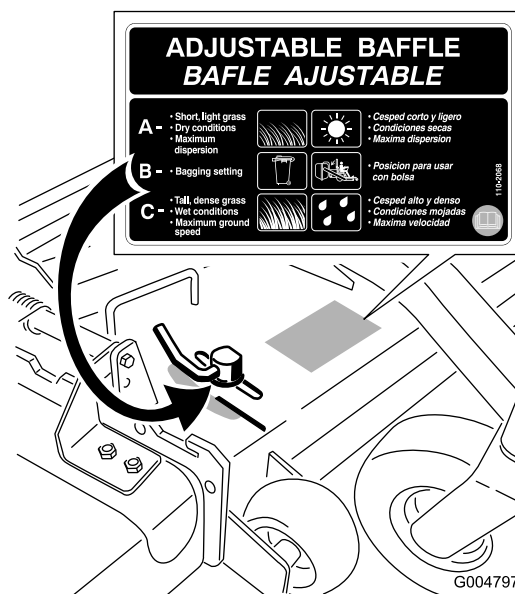 ADJUSTABLE BAFFLE
BAFLE AJUSTABLE
A- • Short, light grass
• Dry conditions
• Maximum
dispersion
• Cesped corto y ligero
• Condiciones secas
• Maxima dispersion
B - • Bagging setting
• Posicion para usar
con bolsa
C- • Tall, dense grass
• Wet conditions
• Maximum ground
speed
• Cesped alto y denso
• Condiciones mojadas
• Maxima velocidad
110-2068
G004797